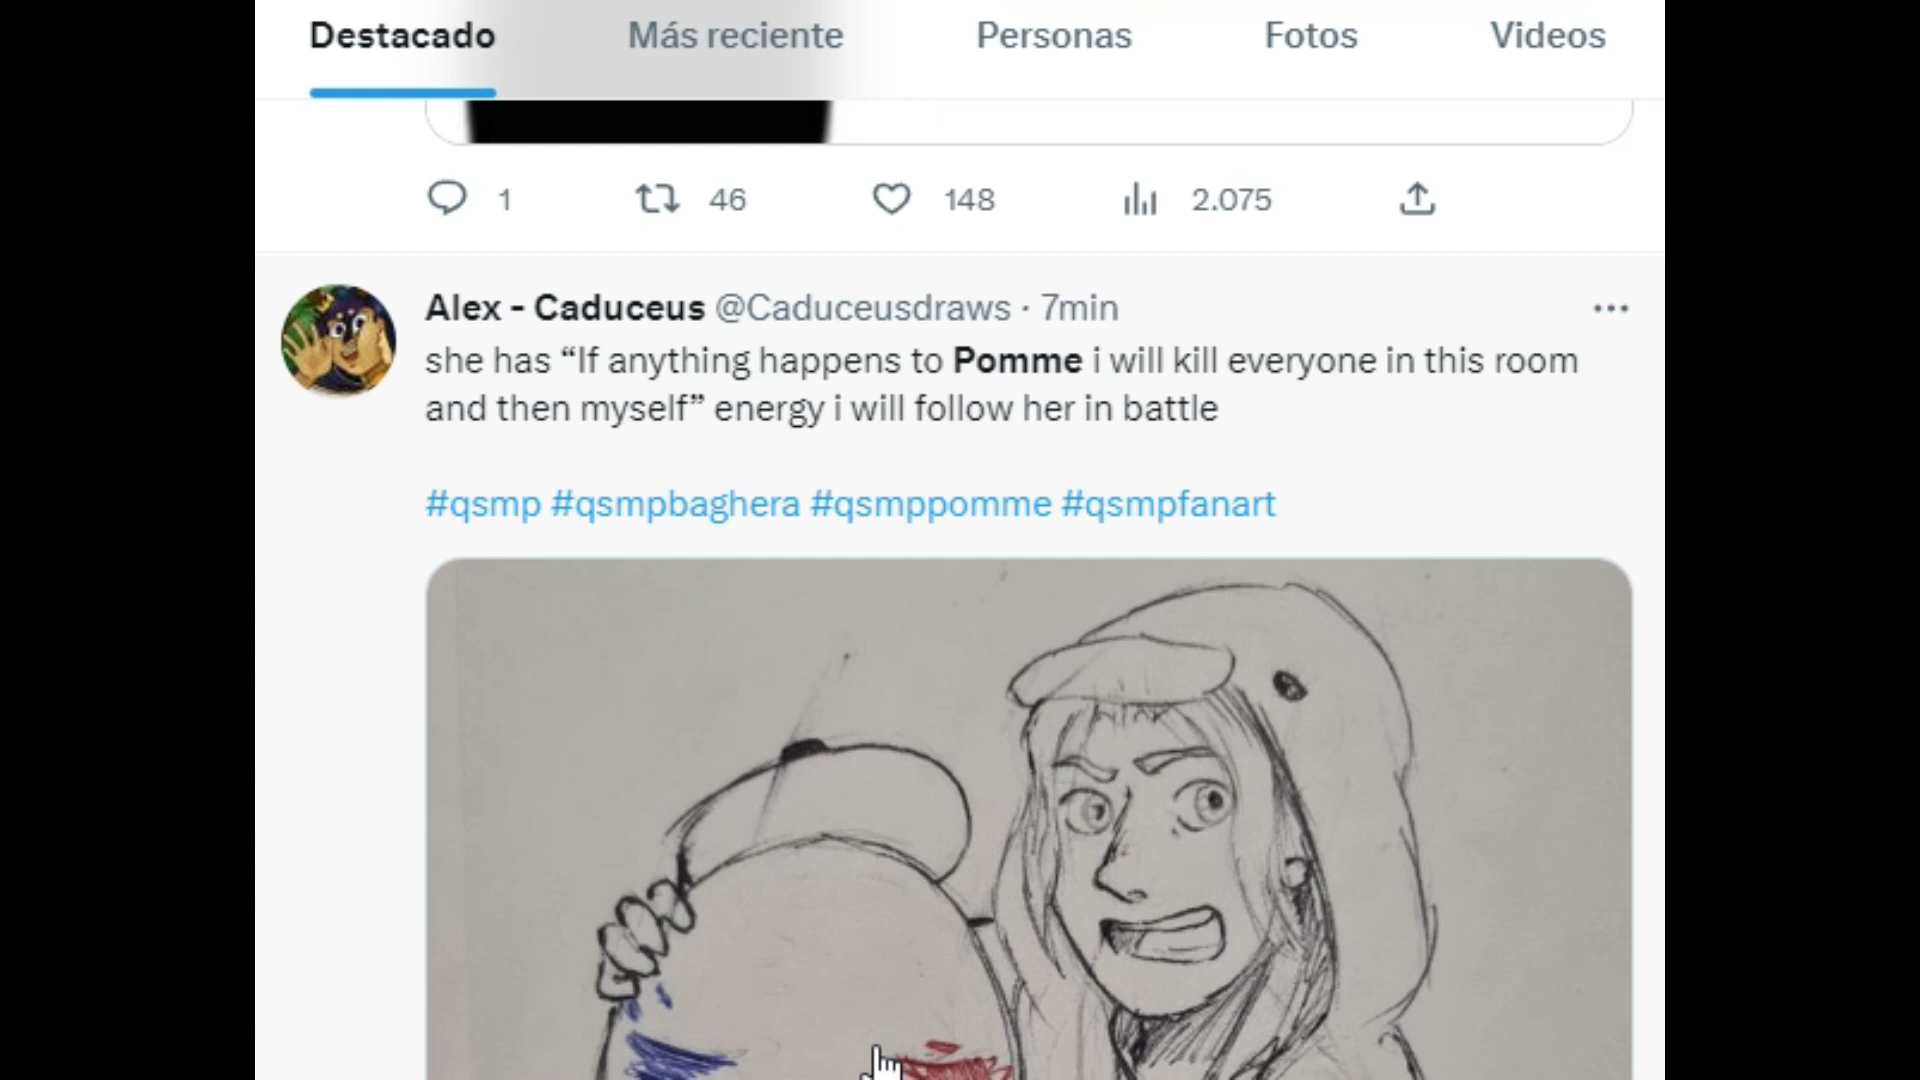 Destacado Más reciente Personas Fotos Videos
1 46 148 2.075
Alex - Caduceus @Caduceusdraws · 7min
she has “If anything happens to Pomme i will kill everyone in this room
and then myself” energy i will follow her in battle
#qsmp #qsmpbaghera #qsmppomme #qsmpfanart